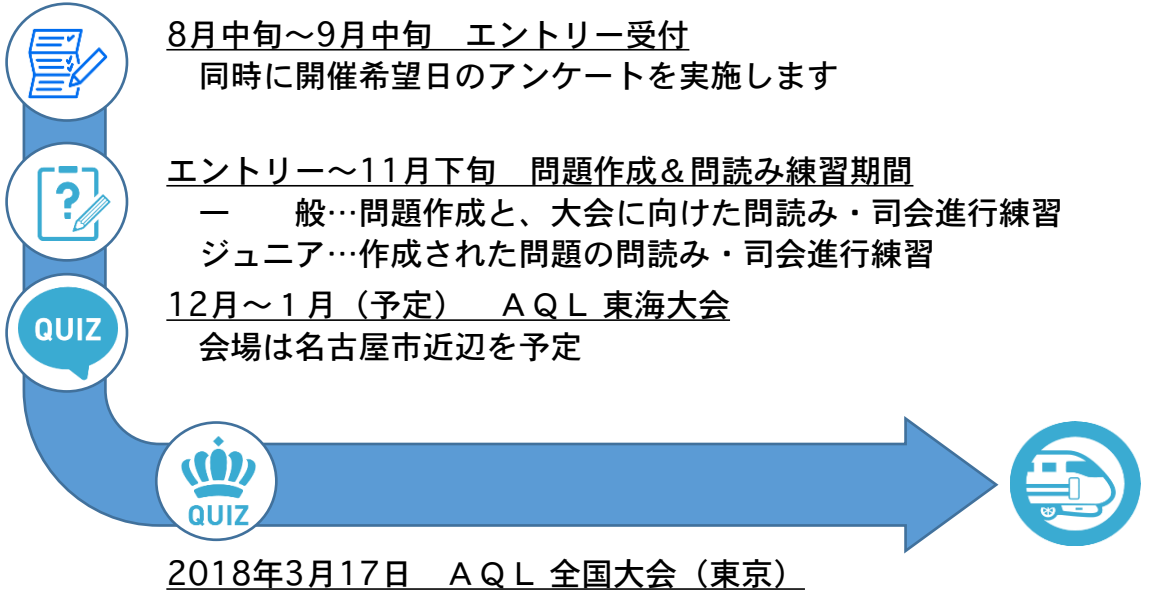 8月中旬～9月中旬　エントリー受付
同時に開催希望日のアンケートを実施します
エントリー～11月下旬　問題作成＆問読み練習期間
一　　般…問題作成と、大会に向けた問読み・司会進行練習
ジュニア…作成された問題の問読み・司会進行練習
QUIZ
12月～１月（予定）　ＡＱＬ 東海大会
会場は名古屋市近辺を予定
QUIZ
2018年3月17日　ＡＱＬ 全国大会（東京）